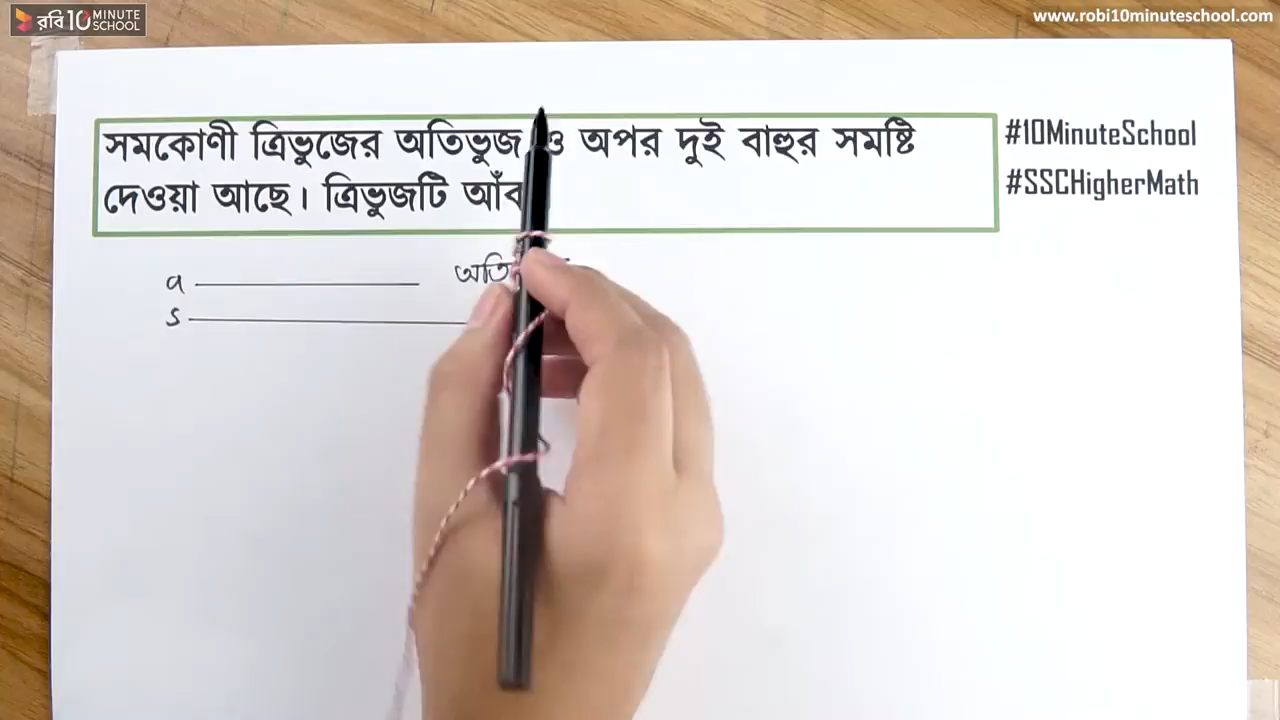 রবি 10 MINUTE SCHOOL
www.robi10minuteschool.com
সমকোণী ত্রিভুজের অতিভুজ ও অপর দুই বাহুর সমষ্টি
দেওয়া আছে। ত্রিভুজটি
#10MinuteSchool
#SSCHigherMath
a
s